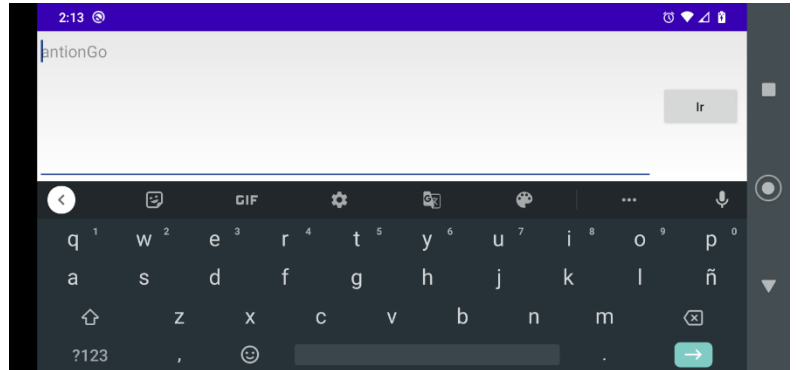 2:13
antionGo
Ir
GIF
q 1 w 2 e 3 r 4 t 5 y 6 u 7 i 8 o 9 p 0
a s d f g h j k l ñ
z x c v b n m
?123 , .